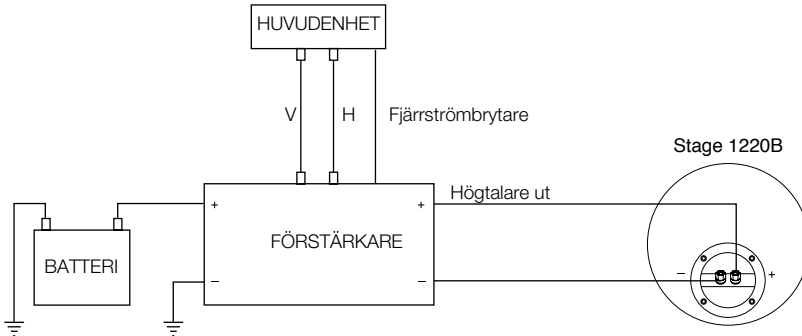 HUVUDENHET
V
H
Fjärrströmbrytare
Stage 1220B
Högtalare ut
+
+
FÖRSTÄRKARE
BATTERI
–
–
–
+